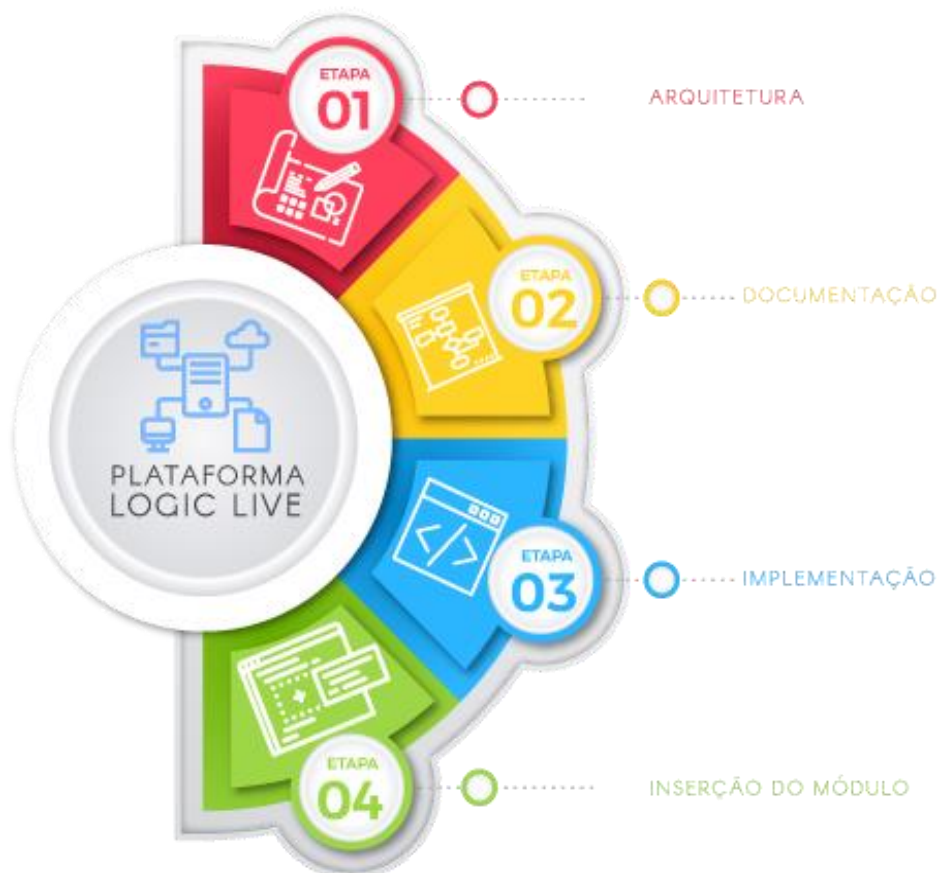 ETAPA
01
ARQUITETURA
ETAPA
02
DOCUMENTAÇÃO
PLATAFORMA
LOGIC LIVE
ETAPA
03
IMPLEMENTAÇÃO
ETAPA
04
INSERÇÃO DO MÓDULO